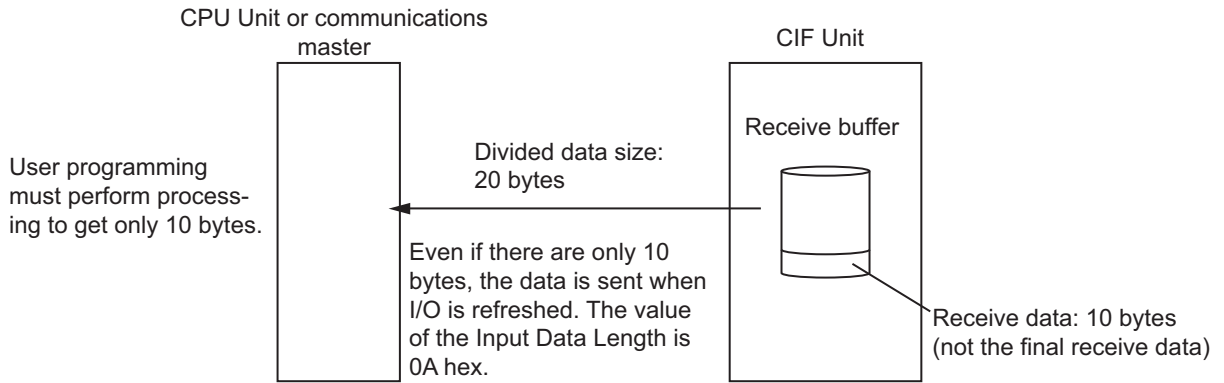 CPU Unit or communications
master
CIF Unit
Receive buffer
User programming
must perform process-
ing to get only 10 bytes.
Divided data size:
20 bytes
Even if there are only 10
bytes, the data is sent when
I/O is refreshed. The value
of the Input Data Length is
0A hex.
Receive data: 10 bytes
(not the final receive data)